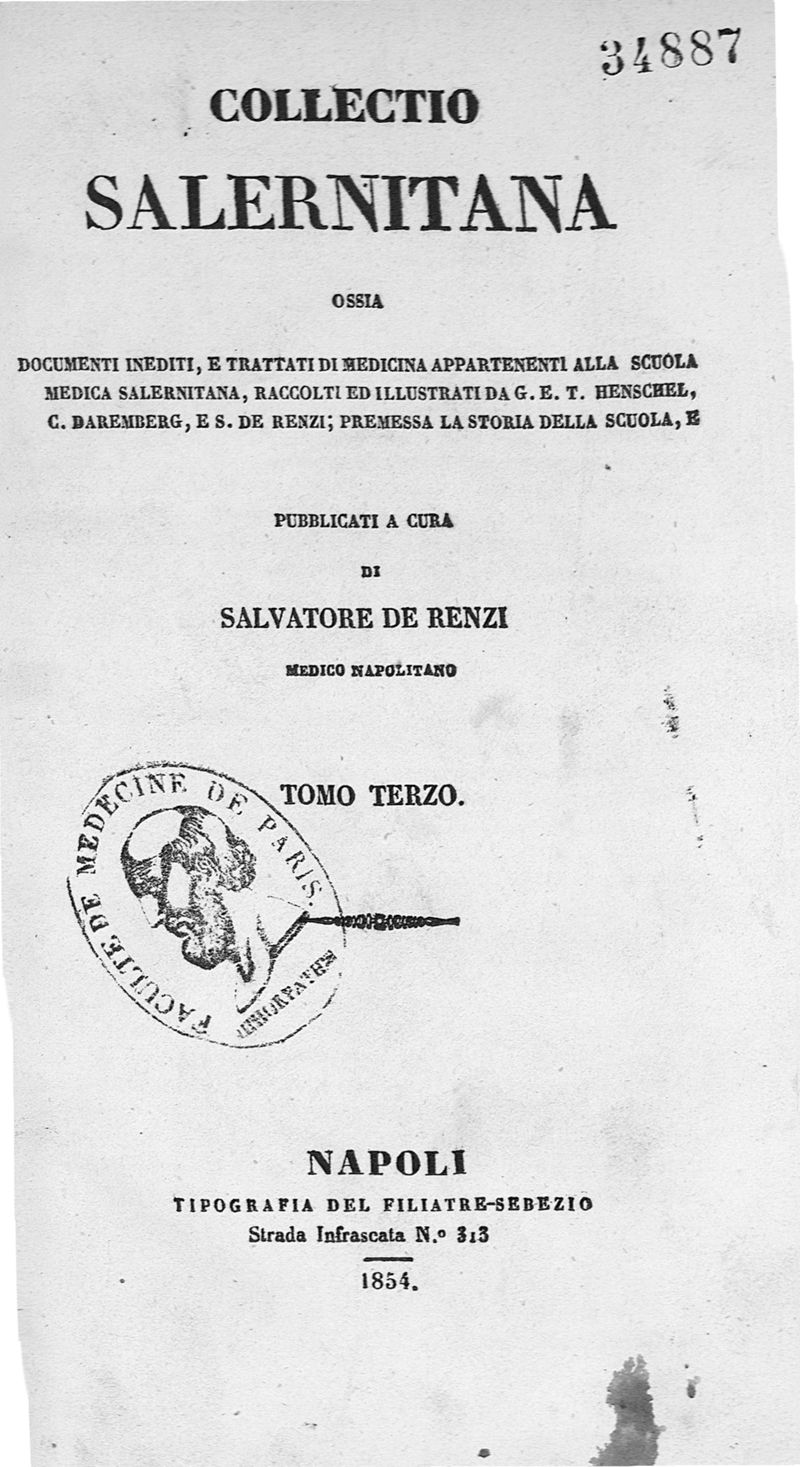 34887
COLLECTIO
SALERNITANA
OSSIA
DOCUMENTI INEDITI, E TRATTATI DI MEDICINA APPARTENENTI ALLA SCUOLA
MEDICA SALERNITANA, RACCOLTI ED ILLUSTRATI DA G. E. T. HENSCHEL,
C. DAREMBERG, E S. DE RENZI; PREMESSA LA STORIA DELLA SCUOLA, E
PUBBLICATI A CURA
DI
SALVATORE DE RENZI
MEDICO NAPOLITANO
TOMO TERZO.
FACULTE DE MEDECINE DE PARIS.
NAPOLI
TIPOGRAFIA DEL FILIATRE-SEBEZIO
Strada Infrascata N.o 313
1854.